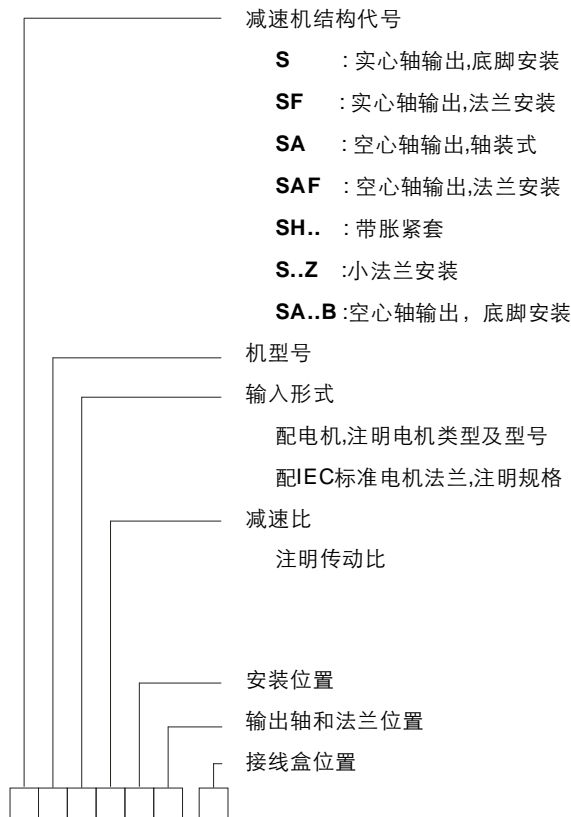 减速机结构代号
S : 实心轴输出,底脚安装
SF : 实心轴输出,法兰安装
SA : 空心轴输出,轴装式
SAF : 空心轴输出,法兰安装
SH.. : 带胀紧套
S..Z :小法兰安装
SA..B :空心轴输出，底脚安装
机型号
输入形式
配电机,注明电机类型及型号
配IEC标准电机法兰,注明规格
减速比
注明传动比
安装位置
输出轴和法兰位置
接线盒位置